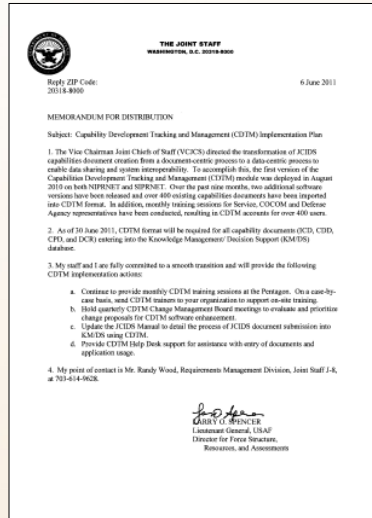 THE JOINT STAFF
WASHINGTON, D.C. 20318-8000
Reply ZIP Code:
20318-8000
6 June 2011
MEMORANDUM FOR DISTRIBUTION
Subject: Capability Development Tracking and Management (CDTM) Implementation Plan
1. The Vice Chairman Joint Chiefs of Staff (VCJCS) directed the transformation of JCIDS
capabilities document creation from a document-centric process to a data-centric process to
enable data sharing and system interoperability. To accomplish this, the first version of the
Capabilities Development Tracking and Management (CDTM) module was deployed in August
2010 on both NIPRNET and SIPRNET. Over the past nine months, two additional software
versions have been released and over 400 existing capabilities documents have been imported
into CDTM format. In addition, monthly training sessions for Service, COCOM and Defense
Agency representatives have been conducted, resulting in CDTM accounts for over 400 users.
2. As of 30 June 2011, CDTM format will be required for all capability documents (ICD, CDD,
CPD, and DCR) entering into the Knowledge Management/ Decision Support (KM/DS)
database.
3. My staff and I are fully committed to a smooth transition and will provide the following
CDTM implementation actions:
a. Continue to provide monthly CDTM training sessions at the Pentagon. On a case-by-
case basis, send CDTM trainers to your organization to support on-site training.
b. Hold quarterly CDTM Change Management Board meetings to evaluate and prioritize
change proposals for CDTM software enhancement.
c. Update the JCIDS Manual to detail the process of JCIDS document submission into
KM/DS using CDTM.
d. Provide CDTM Help Desk support for assistance with entry of documents and
application usage.
4. My point of contact is Mr. Randy Wood, Requirements Management Division, Joint Staff J-8,
at 703-614-9628.
LARRY O. SPENCER
Lieutenant General, USAF
Director for Force Structure,
Resources, and Assessments